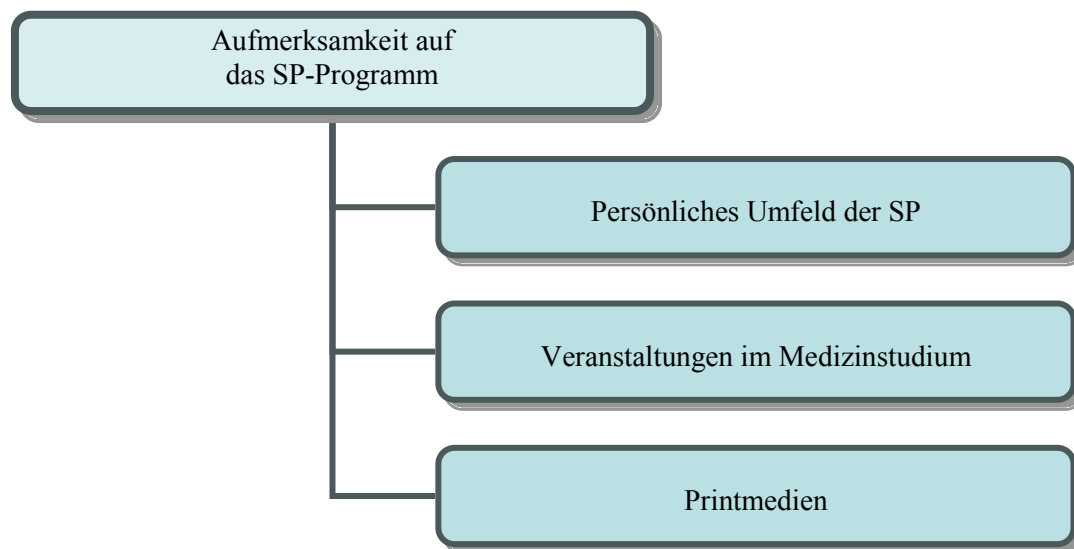 Aufmerksamkeit auf
das SP-Programm
Persönliches Umfeld der SP
Veranstaltungen im Medizinstudium
Printmedien